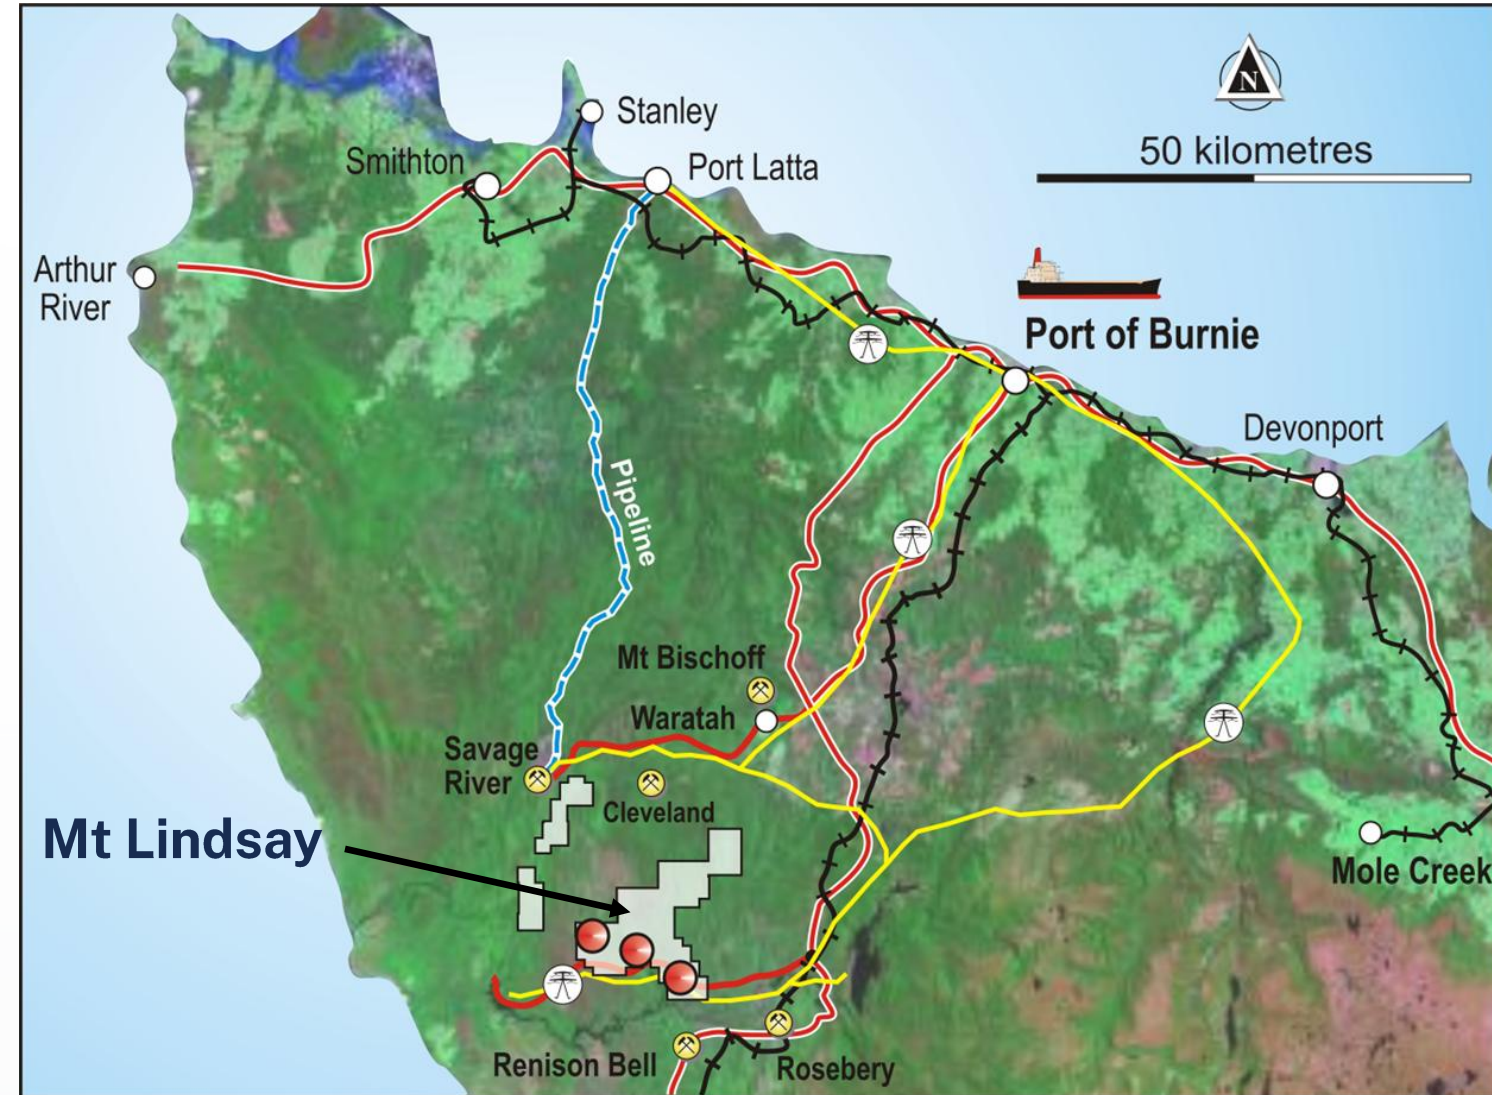 N
50 kilometres
Stanley
Smithton
Port Latta
Arthur
River
Port of Burnie
Devonport
Pipeline
Mt Bischoff
Waratah
Savage
River
Cleveland
Mt Lindsay
Mole Creek
Renison Bell
Rosebery